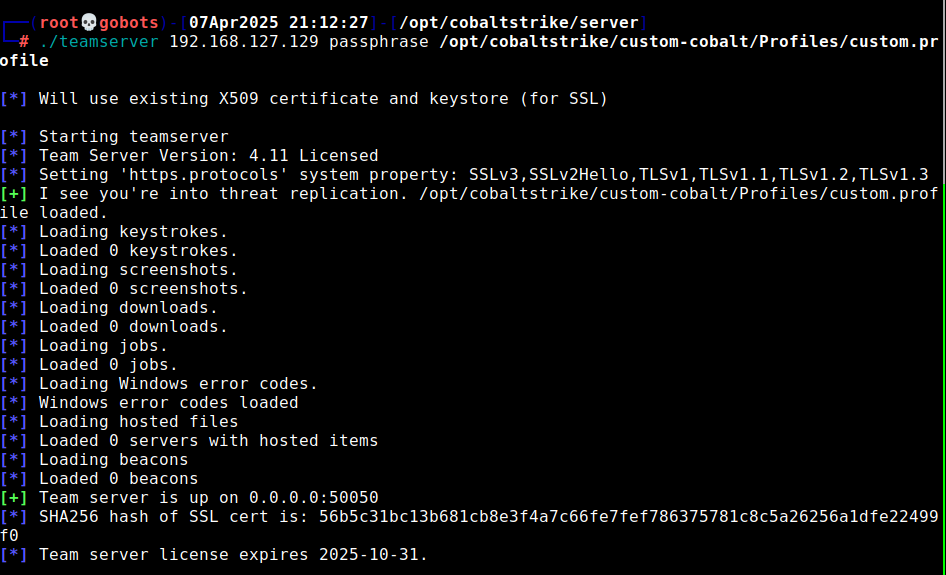 ┌──(root💀gobots)-[07Apr2025 21:12:27]-[/opt/cobaltstrike/server]
└─# ./teamserver 192.168.127.129 passphrase /opt/cobaltstrike/custom-cobalt/Profiles/custom.pr
ofile
[*] Will use existing X509 certificate and keystore (for SSL)
[*] Starting teamserver
[*] Team Server Version: 4.11 Licensed
[*] Setting 'https.protocols' system property: SSLv3,SSLv2Hello,TLSv1,TLSv1.1,TLSv1.2,TLSv1.3
[+] I see you're into threat replication. /opt/cobaltstrike/custom-cobalt/Profiles/custom.prof
ile loaded.
[*] Loading keystrokes.
[*] Loaded 0 keystrokes.
[*] Loading screenshots.
[*] Loaded 0 screenshots.
[*] Loading downloads.
[*] Loaded 0 downloads.
[*] Loading jobs.
[*] Loaded 0 jobs.
[*] Loading Windows error codes.
[*] Windows error codes loaded
[*] Loading hosted files
[*] Loaded 0 servers with hosted items
[*] Loading beacons
[*] Loaded 0 beacons
[+] Team server is up on 0.0.0.0:50050
[*] SHA256 hash of SSL cert is: 56b5c31bc13b681cb8e3f4a7c66fe7fef786375781c8c5a26256a1dfe22499
f0
[*] Team server license expires 2025-10-31.